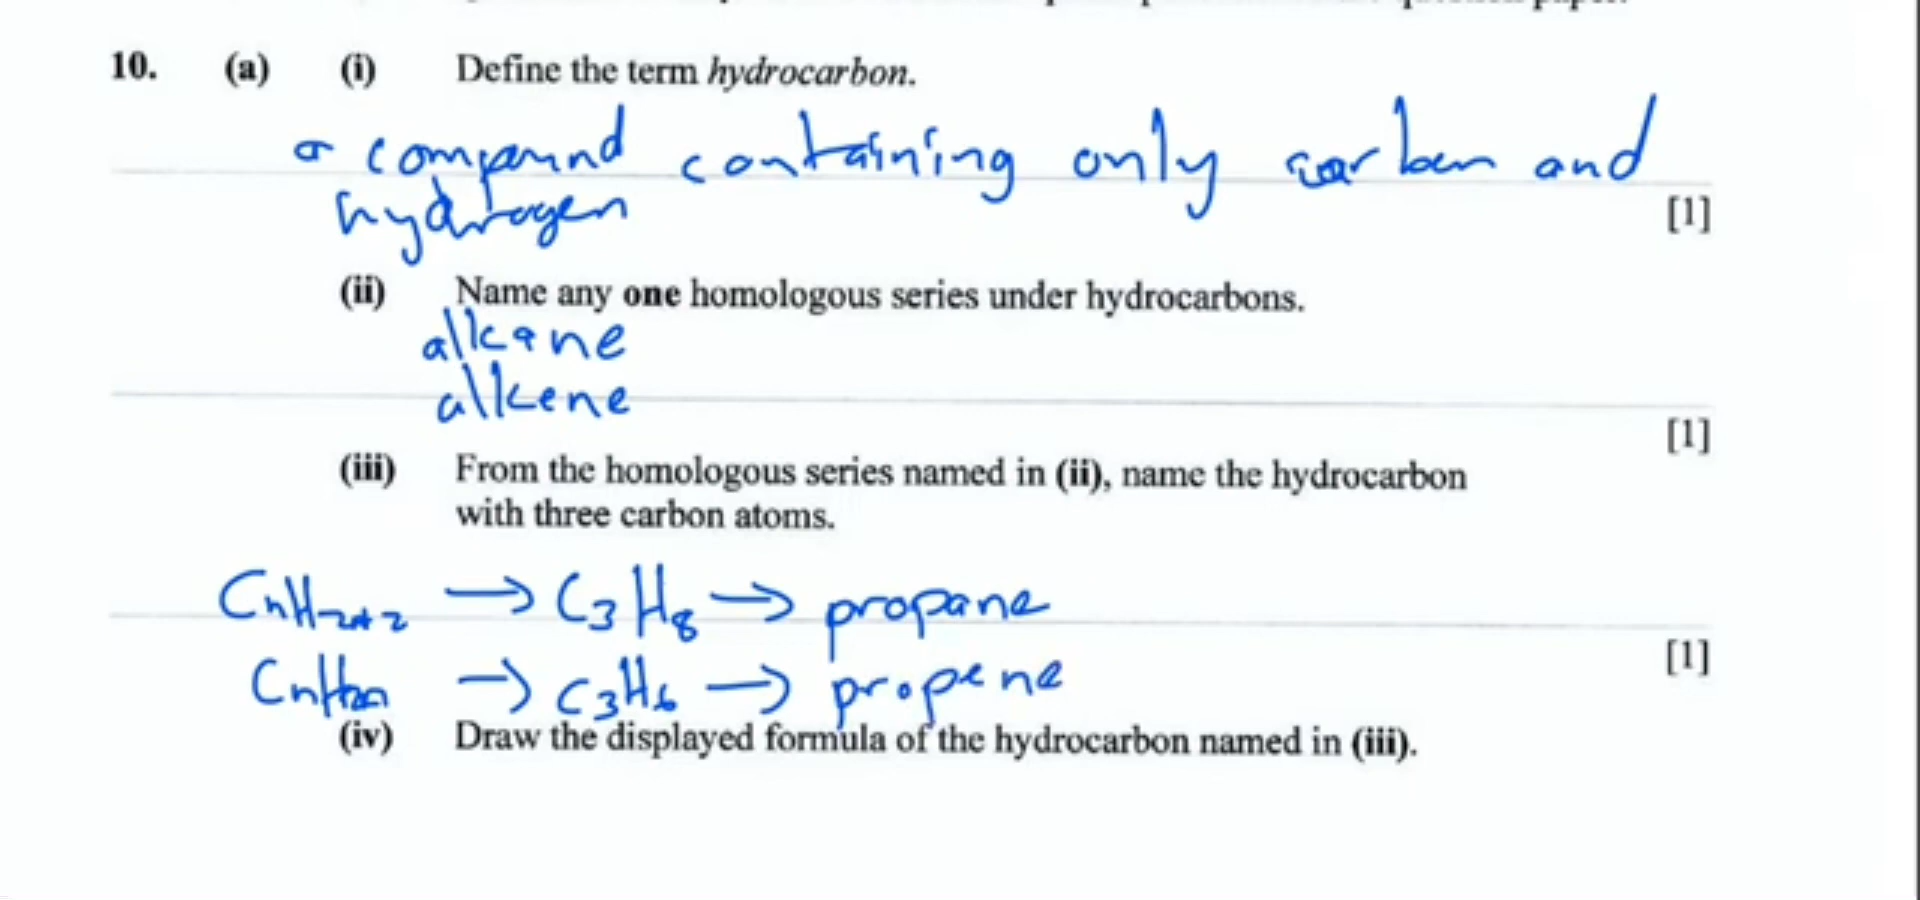 10. (a) (i) Define the term hydrocarbon.
a compound containing only carbon and
hydrogen
[1]
(ii) Name any one homologous series under hydrocarbons.
alkane
alkene
[1]
(iii) From the homologous series named in (ii), name the hydrocarbon
with three carbon atoms.
CnH2n+2 → C3H8 → propane
[1]
CnH2n → C3H6 → propene
(iv) Draw the displayed formula of the hydrocarbon named in (iii).